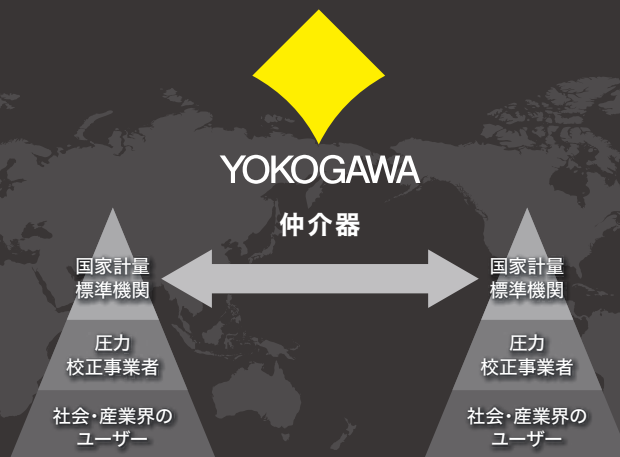 YOKOGAWA
仲介器
国家計量
標準機関
圧力
校正事業者
社会・産業界の
ユーザー
国家計量
標準機関
圧力
校正事業者
社会・産業界の
ユーザー